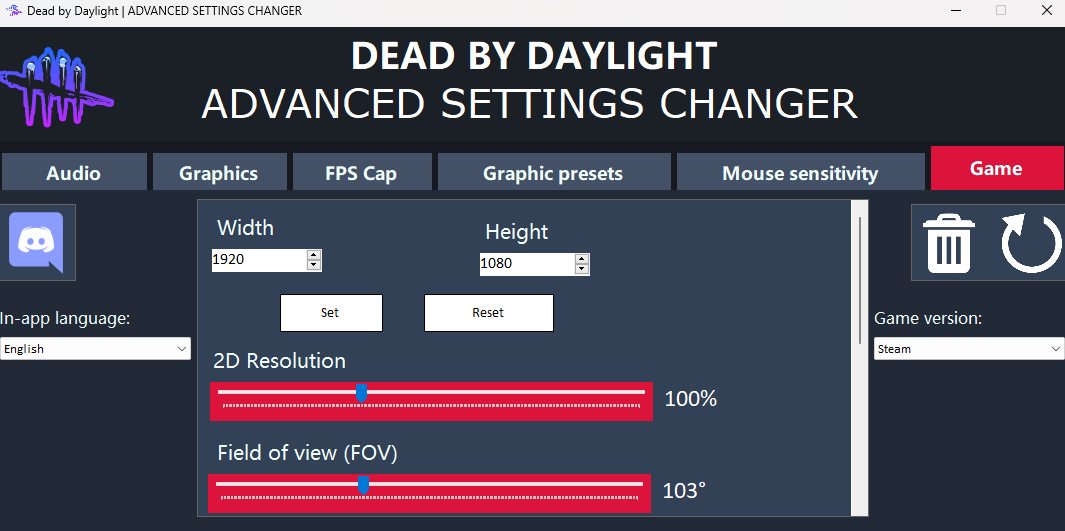 Dead by Daylight | ADVANCED SETTINGS CHANGER
DEAD BY DAYLIGHT
ADVANCED SETTINGS CHANGER
Audio
Graphics
FPS Cap
Graphic presets
Mouse sensitivity
Game
In-app language:
English
Width
1920
Height
1080
Set
Reset
2D Resolution
100%
Field of view (FOV)
103°
Game version:
Steam